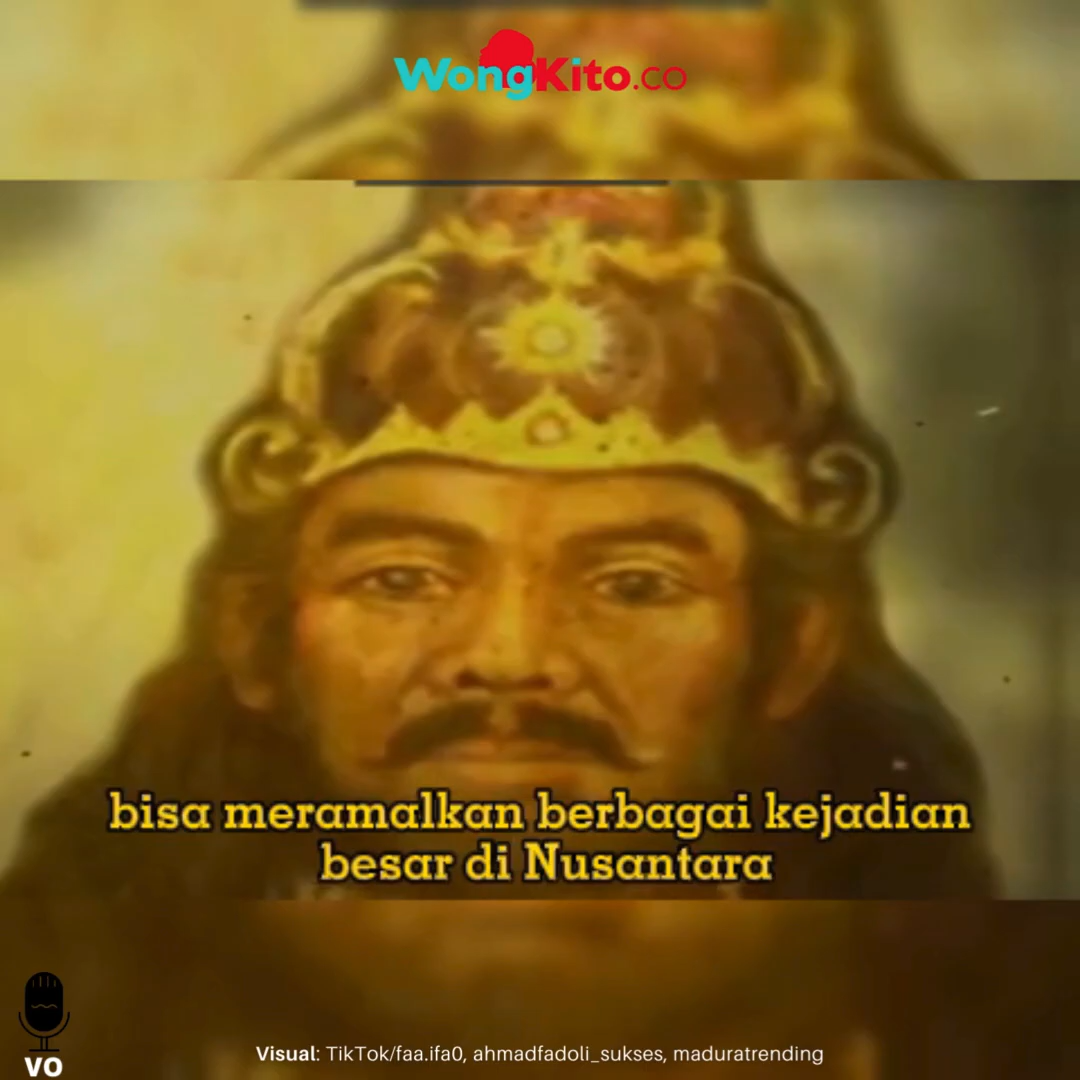 WongKito.co
bisa meramalkan berbagai kejadian
besar di Nusantara
VO
Visual: TikTok/faa.ifa0, ahmadfadoli_sukses, maduratrending